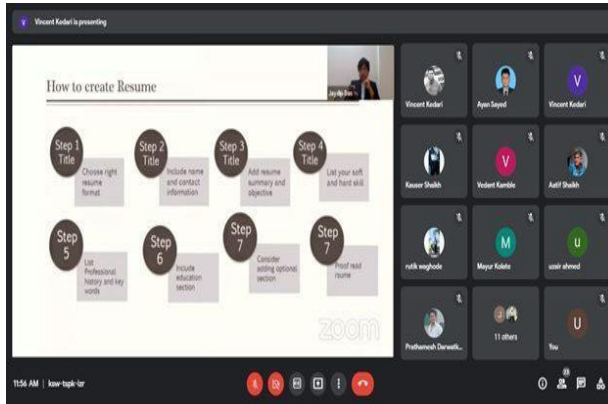 V Vincent Kedari is presenting
How to create Resume
Step 1
Title
Choose right
resume
format
Step 2
Title
Include name
and contact
information
Step 3
Title
Add resume
summary and
objective
Step 4
Title
List your soft
and hard skill
Step
5
List
Professional
history and key
words
Step
6
Include
education
section
Step
7
Consider
adding optional
section
Step
7
Proof read
rsume
zoom
Vincent Kedari
Ayan Sayed
V
Vincent Kedari
Kauser Shaikh
V
Vedant Kamble
Aatif Shaikh
rutik waghode
M
Mayur Kolate
u
uzair ahmed
Prathamesh Darwatk...
11 others
U
You
11:56 AM